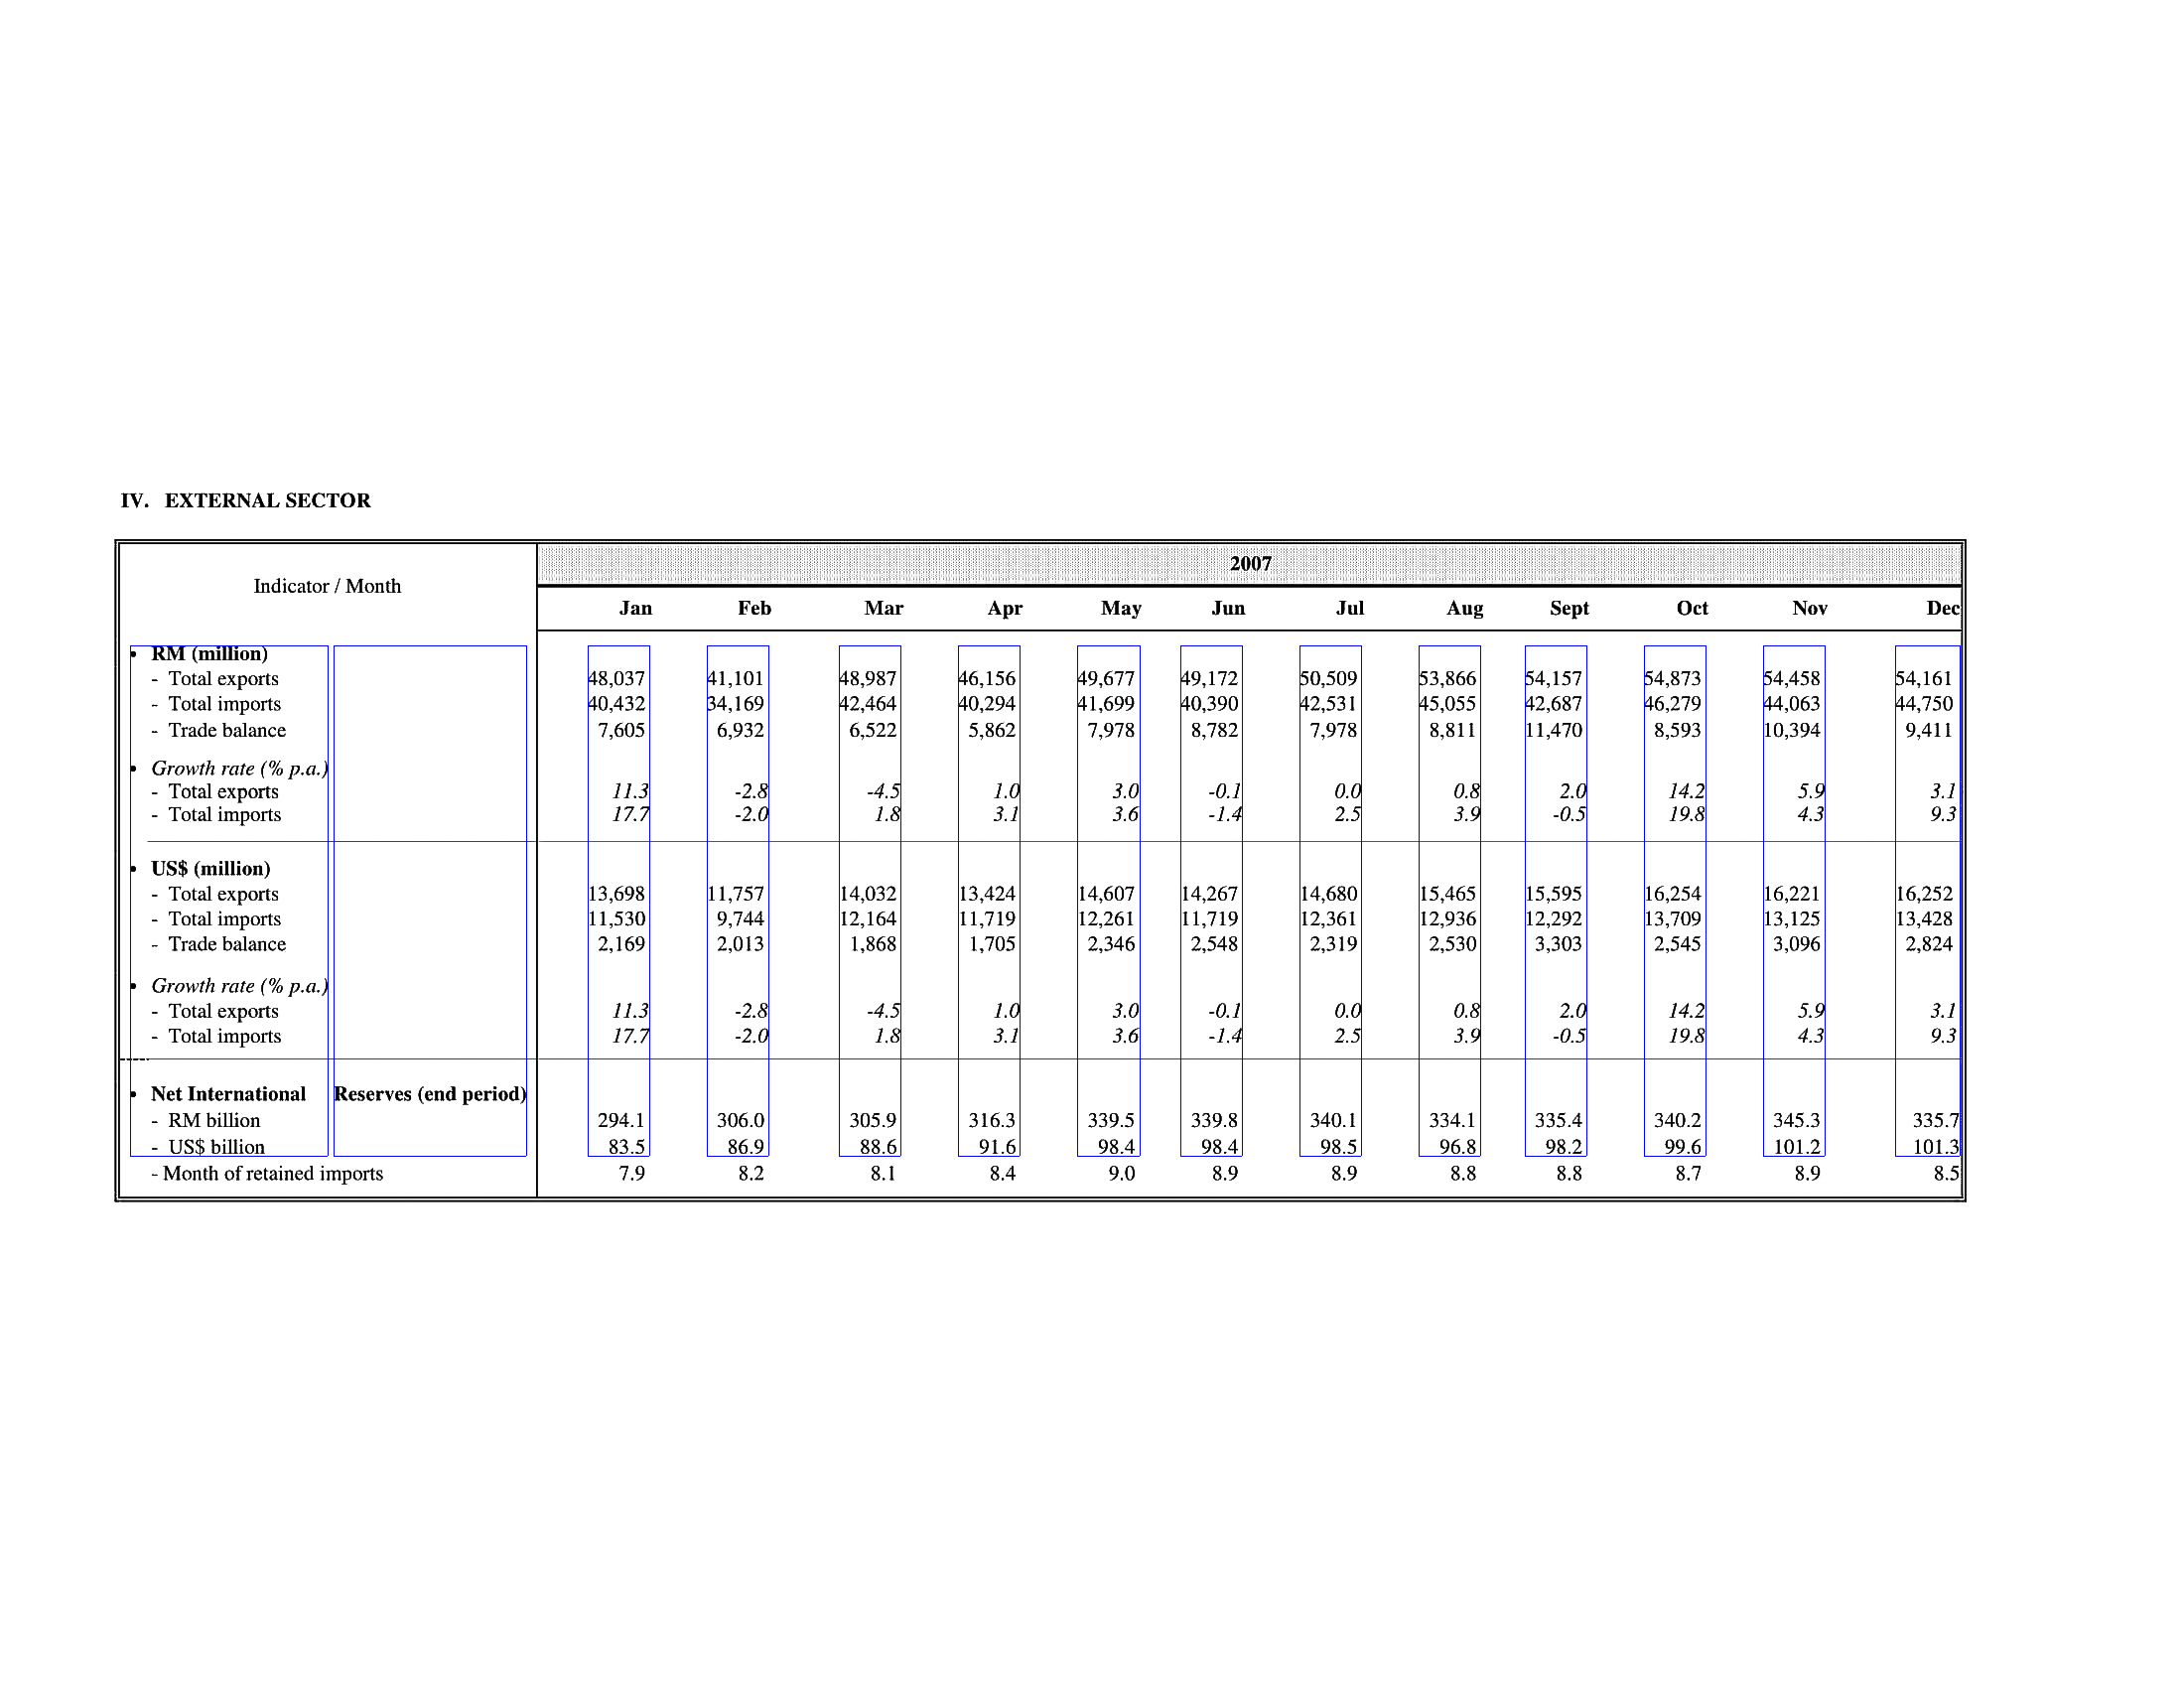 IV. EXTERNAL SECTOR
Indicator / Month
2007
Jan Feb Mar Apr May Jun Jul Aug Sept Oct Nov Dec
• RM (million)
- Total exports 48,037 41,101 48,987 46,156 49,677 49,172 50,509 53,866 54,157 54,873 54,458 54,161
- Total imports 40,432 34,169 42,464 40,294 41,699 40,390 42,531 45,055 42,687 46,279 44,063 44,750
- Trade balance 7,605 6,932 6,522 5,862 7,978 8,782 7,978 8,811 11,470 8,593 10,394 9,411
• Growth rate (% p.a.)
- Total exports 11.3 -2.8 -4.5 1.0 3.0 -0.1 0.0 0.8 2.0 14.2 5.9 3.1
- Total imports 17.7 -2.0 1.8 3.1 3.6 -1.4 2.5 3.9 -0.5 19.8 4.3 9.3
• US$ (million)
- Total exports 13,698 11,757 14,032 13,424 14,607 14,267 14,680 15,465 15,595 16,254 16,221 16,252
- Total imports 11,530 9,744 12,164 11,719 12,261 11,719 12,361 12,936 12,292 13,709 13,125 13,428
- Trade balance 2,169 2,013 1,868 1,705 2,346 2,548 2,319 2,530 3,303 2,545 3,096 2,824
• Growth rate (% p.a.)
- Total exports 11.3 -2.8 -4.5 1.0 3.0 -0.1 0.0 0.8 2.0 14.2 5.9 3.1
- Total imports 17.7 -2.0 1.8 3.1 3.6 -1.4 2.5 3.9 -0.5 19.8 4.3 9.3
• Net International Reserves (end period)
- RM billion 294.1 306.0 305.9 316.3 339.5 339.8 340.1 334.1 335.4 340.2 345.3 335.7
- US$ billion 83.5 86.9 88.6 91.6 98.4 98.4 98.5 96.8 98.2 99.6 101.2 101.3
- Month of retained imports 7.9 8.2 8.1 8.4 9.0 8.9 8.9 8.8 8.8 8.7 8.9 8.5